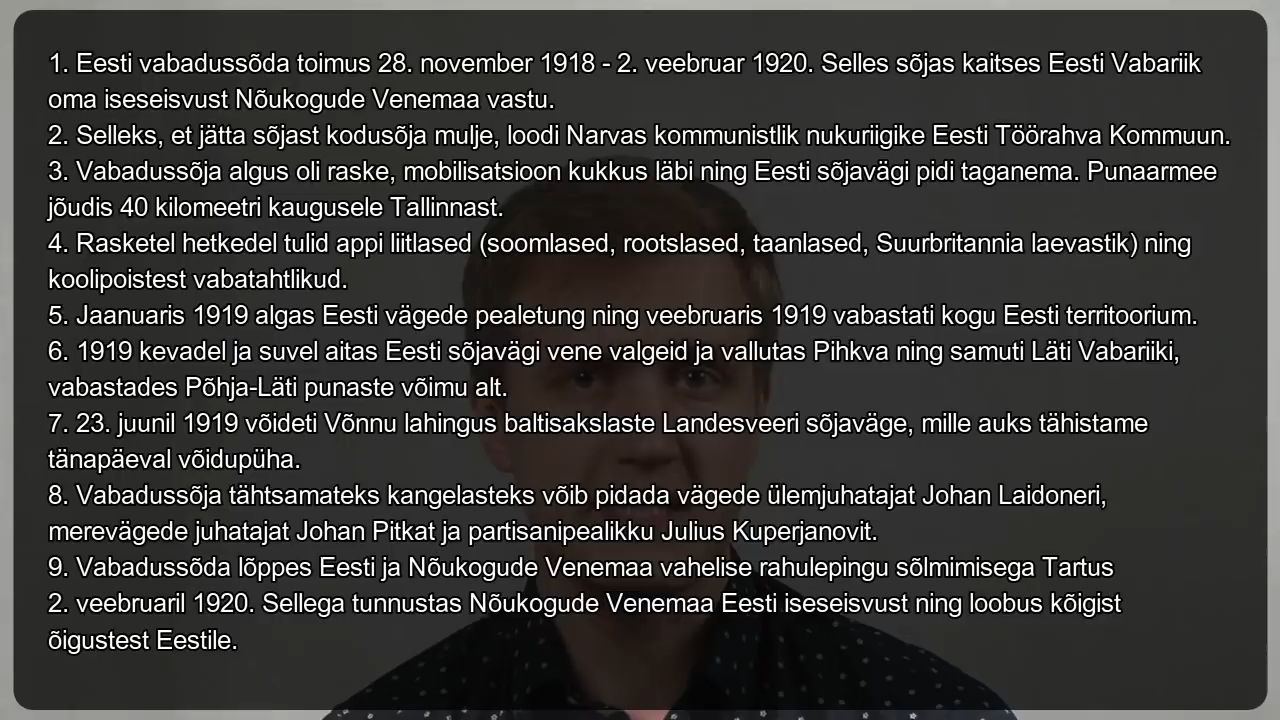 1. Eesti vabadussõda toimus 28. november 1918 - 2. veebruar 1920. Selles sõjas kaitses Eesti Vabariik
oma iseseisvust Nõukogude Venemaa vastu.
2. Selleks, et jätta sõjast kodusõja mulje, loodi Narvas kommunistlik nukuriigike Eesti Töörahva Kommuun.
3. Vabadussõja algus oli raske, mobilisatsioon kukkus läbi ning Eesti sõjavägi pidi taganema. Punaarmee
jõudis 40 kilomeetri kaugusele Tallinnast.
4. Rasketel hetkedel tulid appi liitlased (soomlased, rootslased, taanlased, Suurbritannia laevastik) ning
koolipoistest vabatahtlikud.
5. Jaanuaris 1919 algas Eesti vägede pealetung ning veebruaris 1919 vabastati kogu Eesti territoorium.
6. 1919 kevadel ja suvel aitas Eesti sõjavägi vene valgeid ja vallutas Pihkva ning samuti Läti Vabariiki,
vabastades Põhja-Läti punaste võimu alt.
7. 23. juunil 1919 võideti Võnnu lahingus baltisakslaste Landesveeri sõjaväge, mille auks tähistame
tänapäeval võidupüha.
8. Vabadussõja tähtsamateks kangelasteks võib pidada vägede ülemjuhatajat Johan Laidoneri,
merevägede juhatajat Johan Pitkat ja partisanipealikku Julius Kuperjanovit.
9. Vabadussõda lõppes Eesti ja Nõukogude Venemaa vahelise rahulepingu sõlmimisega Tartus
2. veebruaril 1920. Sellega tunnustas Nõukogude Venemaa Eesti iseseisvust ning loobus kõigist
õigustest Eestile.